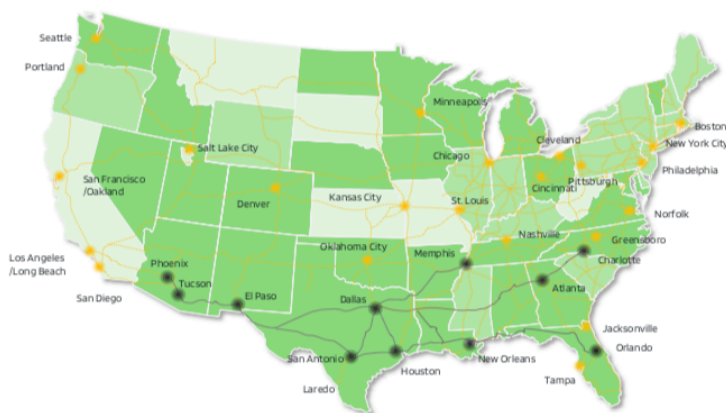 Seattle
Portland
Minneapolis
Boston
New York City
Cleveland
Chicago
Salt Lake City
Philadelphia
Pittsburgh
San Francisco
/Oakland
Cincinnati
Kansas City
St. Louis
Denver
Norfolk
Nashville
Greensboro
Oklahoma City
Memphis
Charlotte
Los Angeles
/Long Beach
Phoenix
Tucson
Atlanta
San Diego
El Paso
Dallas
Jacksonville
Orlando
San Antonio
New Orleans
Houston
Tampa
Laredo